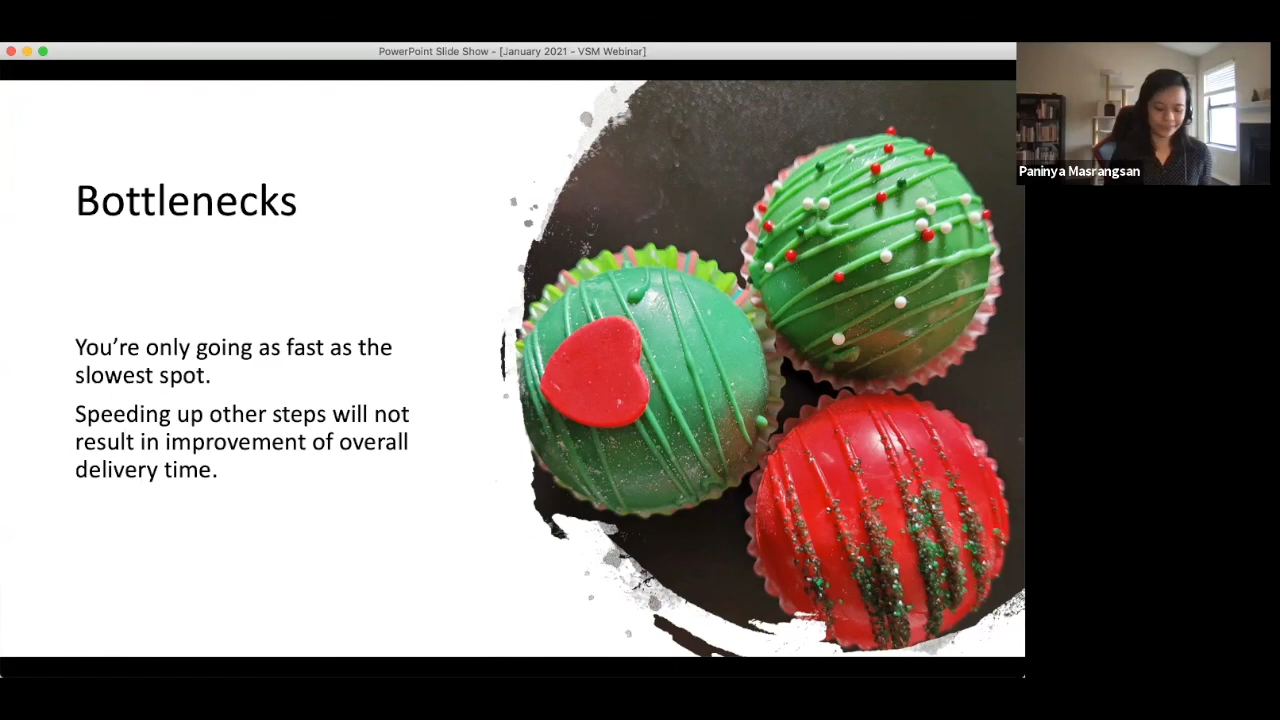 PowerPoint Slide Show - [January 2021 - VSM Webinar]
Paninya Masrangsan
Bottlenecks
You’re only going as fast as the
slowest spot.
Speeding up other steps will not
result in improvement of overall
delivery time.